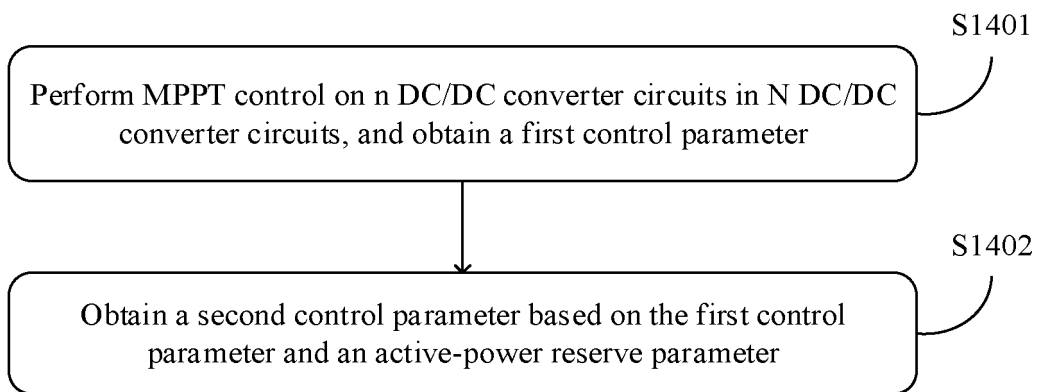 S1401
Perform MPPT control on n DC/DC converter circuits in N DC/DC
converter circuits, and obtain a first control parameter
S1402
Obtain a second control parameter based on the first control
parameter and an active-power reserve parameter